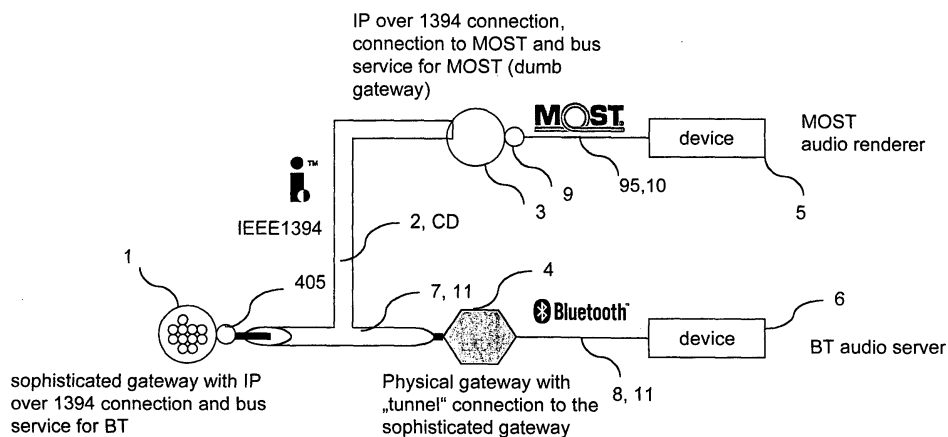 IP over 1394 connection,
connection to MOST and bus
service for MOST (dumb
gateway)
MOST
device
MOST
audio renderer
95,10
9
3
5
TM
IEEE1394
2, CD
1
405
7, 11
4
Bluetooth™
device
6
BT audio server
8, 11
sophisticated gateway with IP
over 1394 connection and bus
service for BT
Physical gateway with
„tunnel“ connection to the
sophisticated gateway